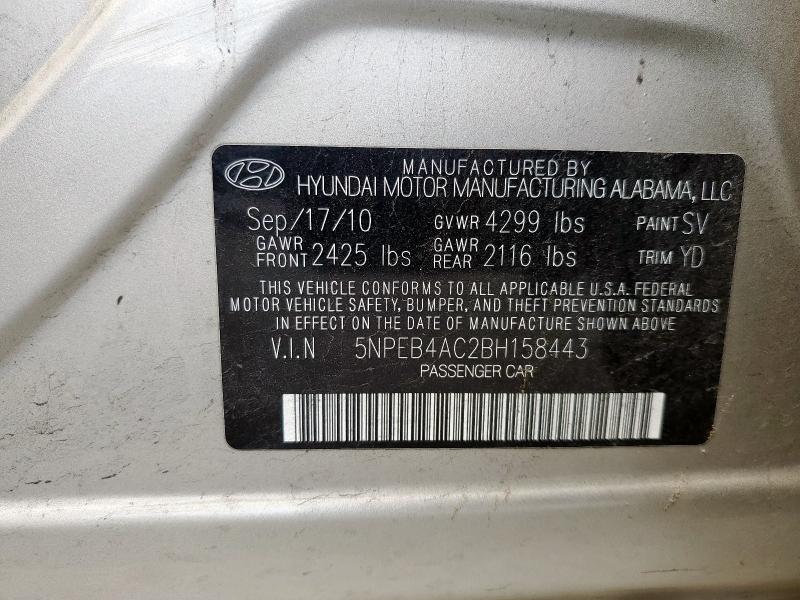 MANUFACTURED BY
HYUNDAI MOTOR MANUFACTURING ALABAMA, LLC
Sep/17/10 GVWR 4299 lbs PAINT SV
GAWR FRONT 2425 lbs GAWR REAR 2116 lbs TRIM YD
THIS VEHICLE CONFORMS TO ALL APPLICABLE U.S.A. FEDERAL
MOTOR VEHICLE SAFETY, BUMPER, AND THEFT PREVENTION STANDARDS
IN EFFECT ON THE DATE OF MANUFACTURE SHOWN ABOVE
V.I.N 5NPEB4AC2BH158443
PASSENGER CAR